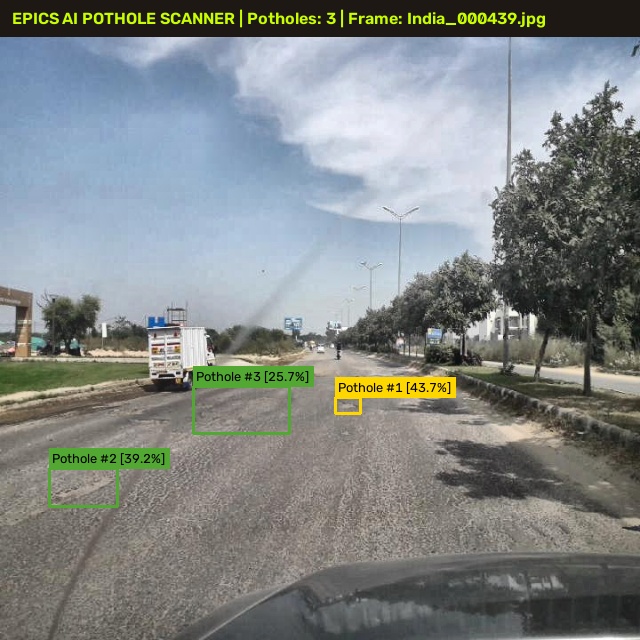 EPICS AI POTHOLE SCANNER | Potholes: 3 | Frame: India_000439.jpg
Pothole #3 [25.7%]
Pothole #1 [43.7%]
Pothole #2 [39.2%]